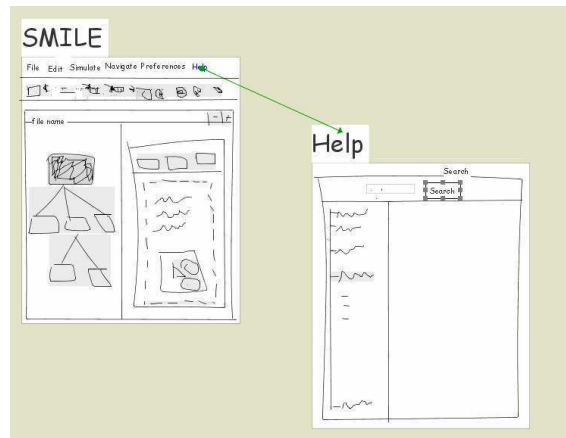 SMILE
File Edit Simulate Navigate Preferences Help
file name
Help
Search
Search